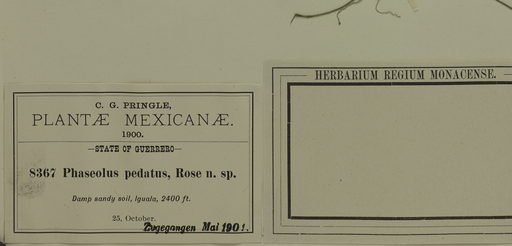 C. G. PRINGLE,
PLANTÆ MEXICANÆ.
1900.
—STATE OF GUERRERO—
8367 Phaseolus pedatus, Rose n. sp.
Damp sandy soil, Iguala, 2400 ft.
25, October.
Zugegangen Mai 1901.
HERBARIUM REGIUM MONACENSE.